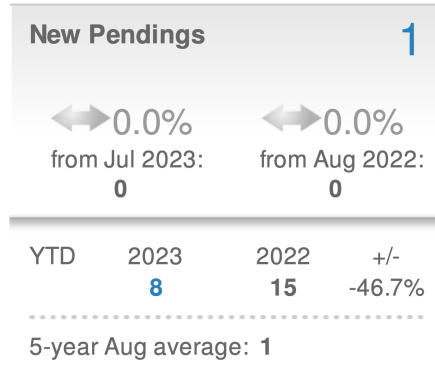 New Pendings 1
0.0% 0.0%
from Jul 2023: from Aug 2022:
0 0
YTD 2023 2022 +/-
8 15 -46.7%
5-year Aug average: 1